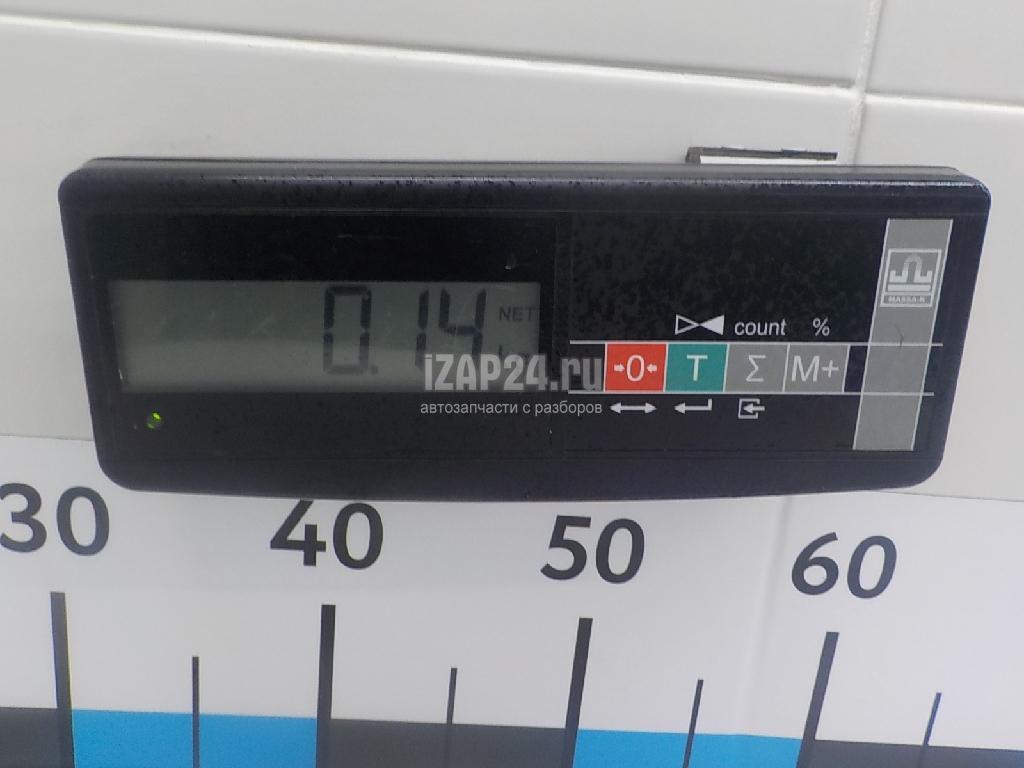 0.14 NET
iZAP24.ru
автозапчасти с разборов
count %
→0← T Σ M+
MASSA-K
30 40 50 60